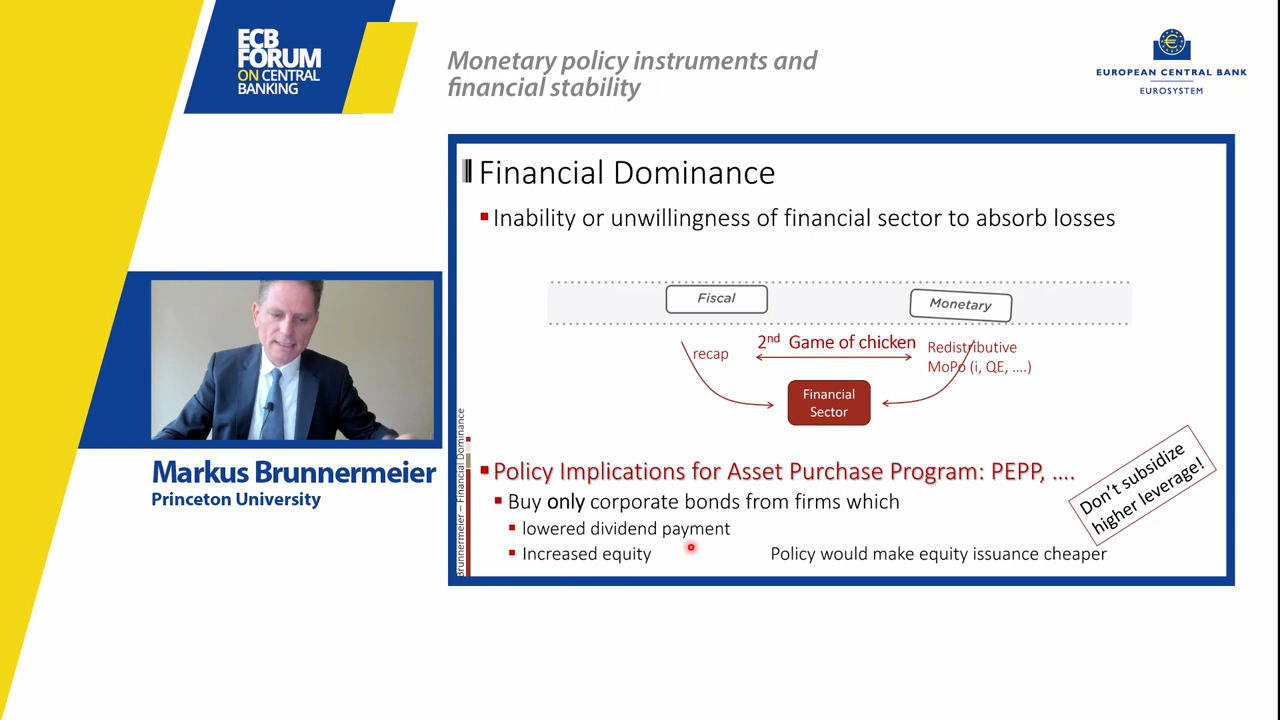 ECB
FORUM
ON CENTRAL
BANKING
Monetary policy instruments and
financial stability
EUROPEAN CENTRAL BANK
EUROSYSTEM
Financial Dominance
Inability or unwillingness of financial sector to absorb losses
Fiscal
Monetary
recap
2nd Game of chicken
Redistributive
MoPo (i, QE, ....)
Financial
Sector
Policy Implications for Asset Purchase Program: PEPP, ....
Buy only corporate bonds from firms which
lowered dividend payment
Increased equity
Policy would make equity issuance cheaper
Don't subsidize
higher leverage!
Brunnermeier – Financial Dominance
Markus Brunnermeier
Princeton University